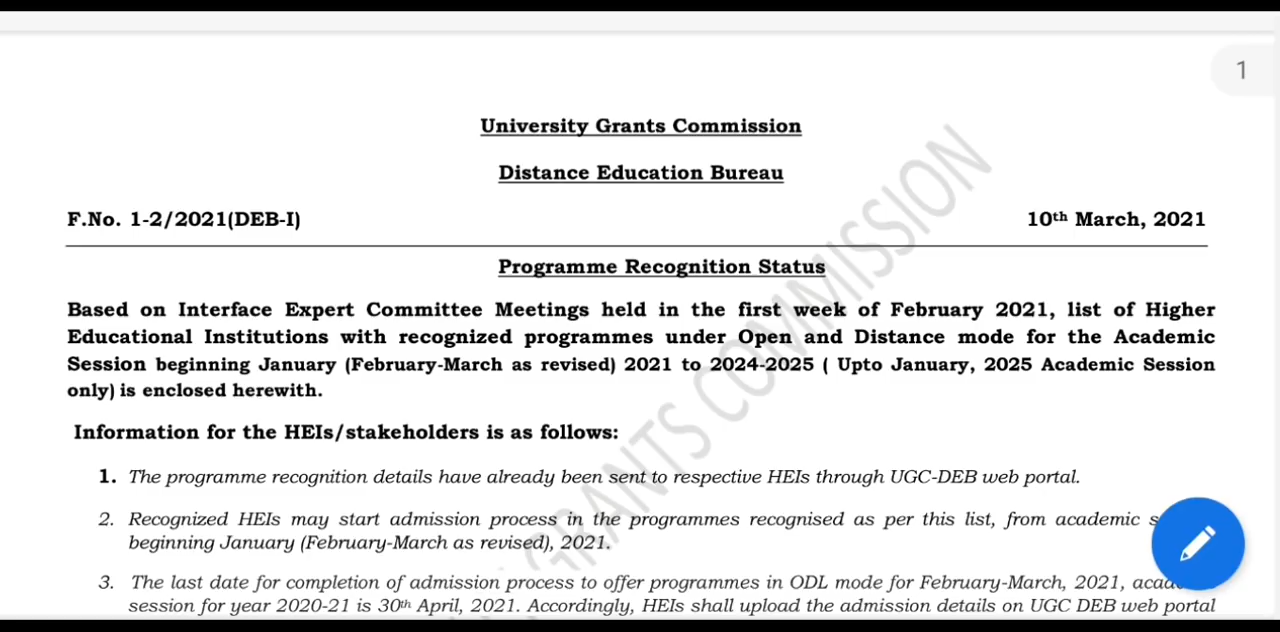 1
University Grants Commission
Distance Education Bureau
F.No. 1-2/2021(DEB-I) 10th March, 2021
Programme Recognition Status
Based on Interface Expert Committee Meetings held in the first week of February 2021, list of Higher
Educational Institutions with recognized programmes under Open and Distance mode for the Academic
Session beginning January (February-March as revised) 2021 to 2024-2025 ( Upto January, 2025 Academic Session
only) is enclosed herewith.
Information for the HEIs/stakeholders is as follows:
1. The programme recognition details have already been sent to respective HEIs through UGC-DEB web portal.
2. Recognized HEIs may start admission process in the programmes recognised as per this list, from academic
beginning January (February-March as revised), 2021.
3. The last date for completion of admission process to offer programmes in ODL mode for February-March, 2021,
session for year 2020-21 is 30th April, 2021. Accordingly, HEIs shall upload the admission details on UGC DEB web portal
GRANTS COMMISSION